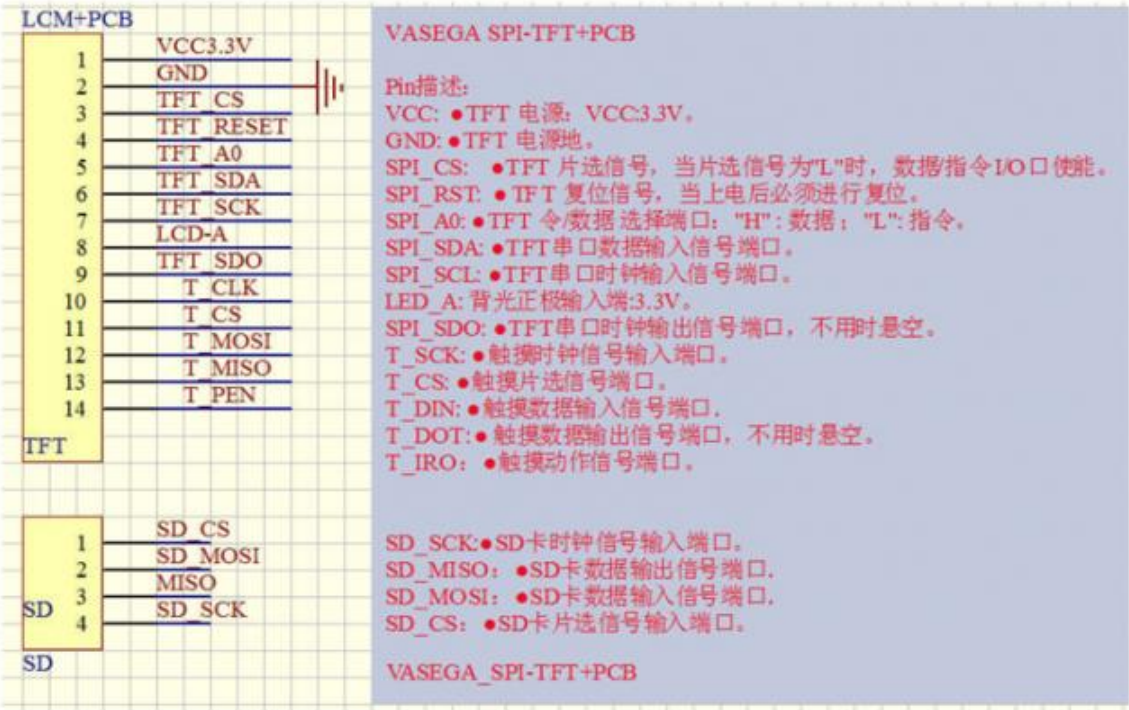 LCM+PCB
1 VCC3.3V
2 GND
3 TFT_CS
4 TFT_RESET
5 TFT_A0
6 TFT_SDA
7 TFT_SCK
8 LCD-A
9 TFT_SDO
10 T_CLK
11 T_CS
12 T_MOSI
13 T_MISO
14 T_PEN
TFT
1 SD_CS
2 SD_MOSI
3 MISO
SD
4 SD_SCK
SD
VASEGA SPI-TFT+PCB
Pin描述:
VCC: ●TFT 电源: VCC:3.3V。
GND: ●TFT 电源地。
SPI_CS: ●TFT 片选信号，当片选信号为"L"时，数据/指令I/O口使能。
SPI_RST: ●TFT 复位信号，当上电后必须进行复位。
SPI_A0: ●TFT 令/数据 选择端口: "H": 数据; "L": 指令。
SPI_SDA: ●TFT串口数据输入信号端口。
SPI_SCL: ●TFT串口时钟输入信号端口。
LED_A: 背光正极输入端:3.3V。
SPI_SDO: ●TFT串口时钟输出信号端口，不用时悬空。
T_SCK: ●触摸时钟信号输入端口。
T_CS: ●触摸片选信号端口。
T_DIN: ●触摸数据输入信号端口.
T_DOT: ●触摸数据输出信号端口，不用时悬空。
T_IRO: ●触摸动作信号端口。
SD_SCK: ●SD卡时钟信号输入端口。
SD_MISO: ●SD卡数据输出信号端口.
SD_MOSI: ●SD卡数据输入信号端口.
SD_CS: ●SD卡片选信号输入端口。
VASEGA_SPI-TFT+PCB